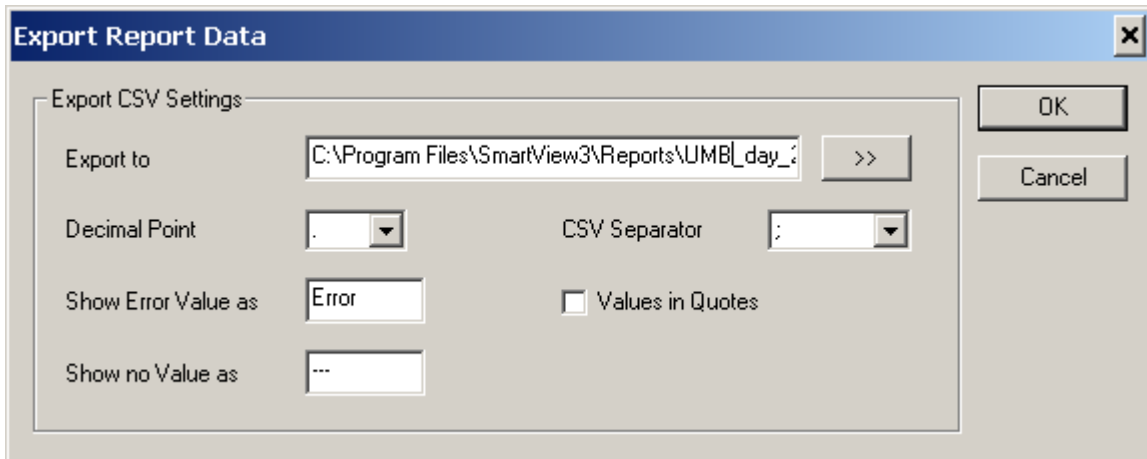 Export Report Data
Export CSV Settings
OK
Export to
C:\Program Files\SmartView3\Reports\UMB_day_2
>>
Cancel
Decimal Point
.
CSV Separator
;
Show Error Value as
Error
Values in Quotes
Show no Value as
---